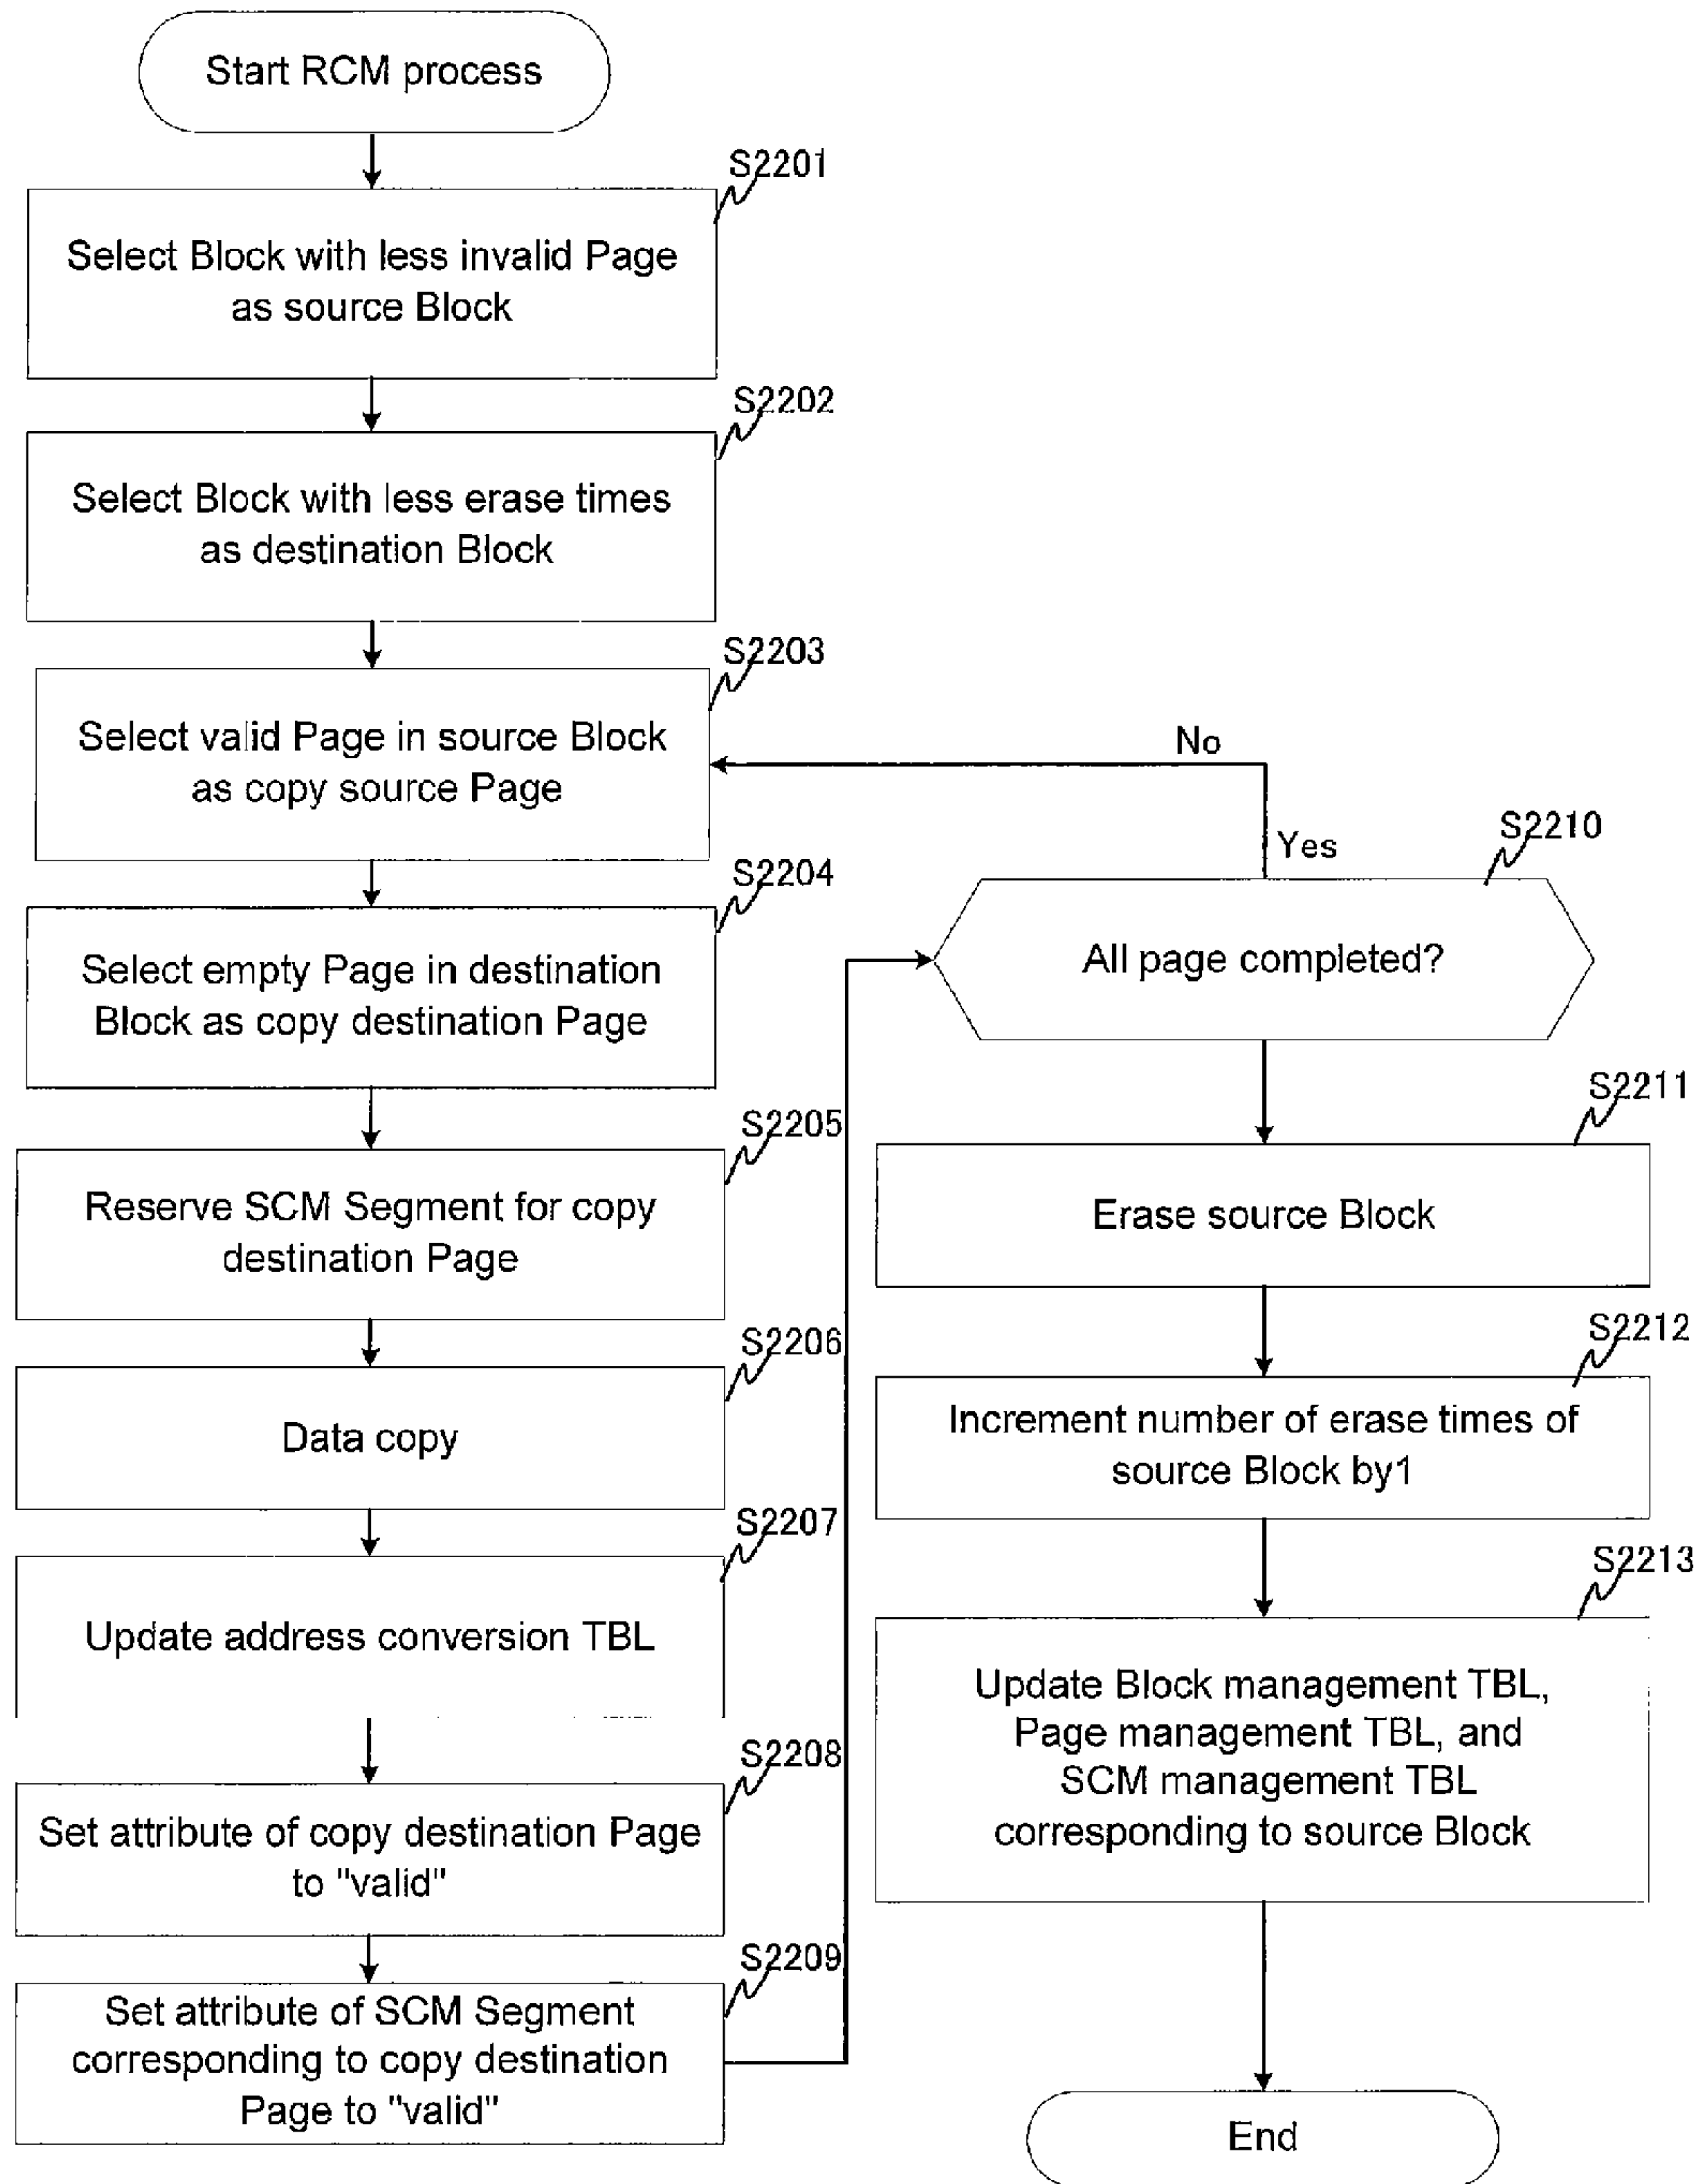 Start RCM process
S2201
Select Block with less invalid Page
as source Block
S2202
Select Block with less erase times
as destination Block
S2203
Select valid Page in source Block
as copy source Page
S2204
Select empty Page in destination
Block as copy destination Page
S2205
Reserve SCM Segment for copy
destination Page
S2206
Data copy
S2207
Update address conversion TBL
S2208
Set attribute of copy destination Page
to "valid"
S2209
Set attribute of SCM Segment
corresponding to copy destination
Page to "valid"
No
Yes
S2210
All page completed?
S2211
Erase source Block
S2212
Increment number of erase times of
source Block by1
S2213
Update Block management TBL,
Page management TBL, and
SCM management TBL
corresponding to source Block
End